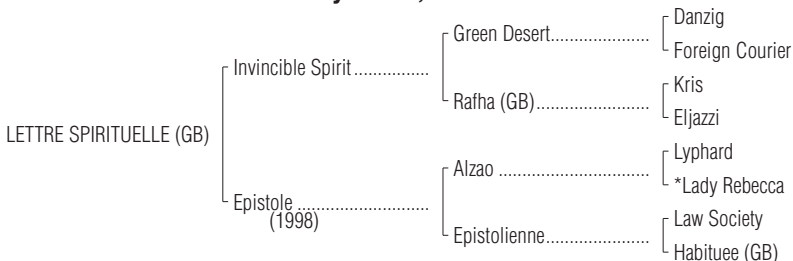 Danzig
Green Desert....................
Foreign Courier
Invincible Spirit................
Kris
Rafha (GB).......................
Eljazzi
LETTRE SPIRITUELLE (GB)
Lyphard
Alzao ................................
*Lady Rebecca
Epistole ............................
(1998)
Law Society
Epistolienne......................
Habituee (GB)